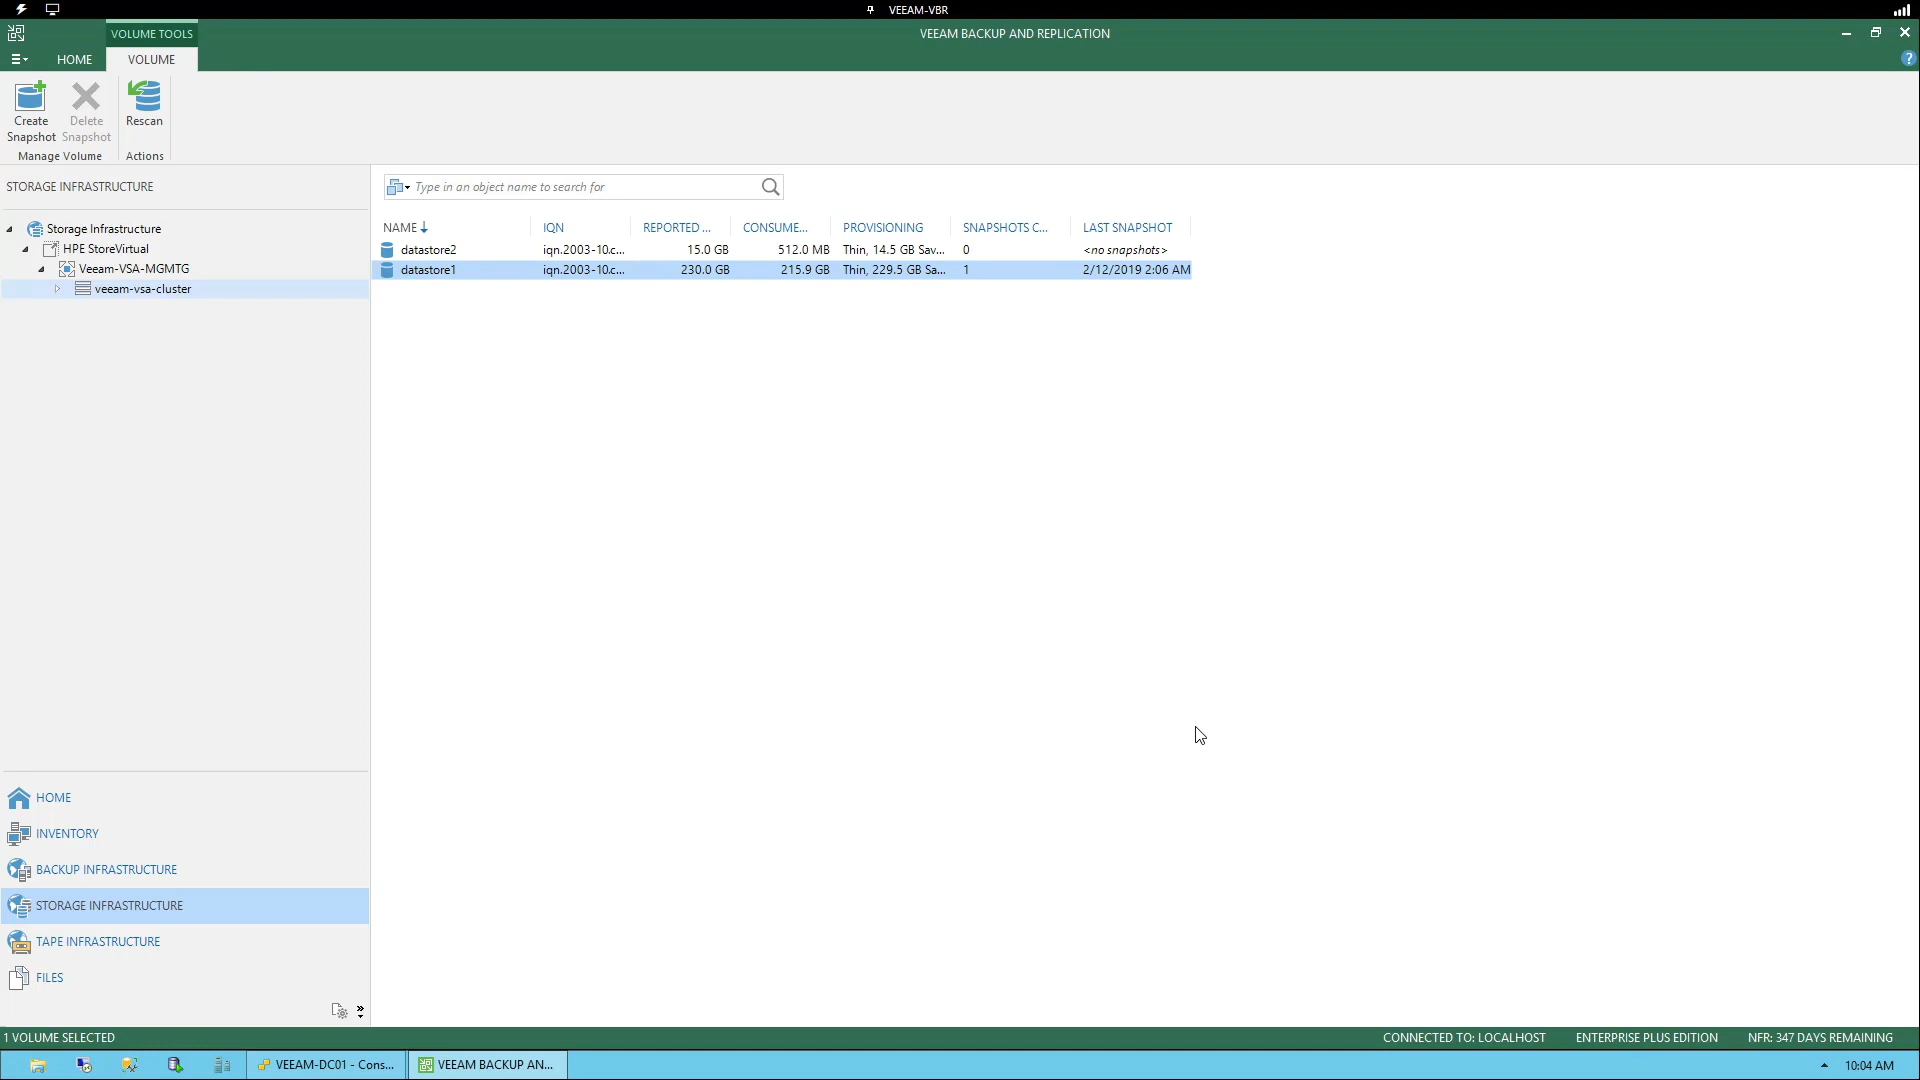 VEEAM-VBR
VOLUME TOOLS
VEEAM BACKUP AND REPLICATION
HOME
VOLUME
?
Create Snapshot
Delete Snapshot
Rescan
Manage Volume
Actions
STORAGE INFRASTRUCTURE
Type in an object name to search for
Storage Infrastructure
HPE StoreVirtual
Veeam-VSA-MGMTG
veeam-vsa-cluster
NAME IQN REPORTED ... CONSUME... PROVISIONING SNAPSHOTS C... LAST SNAPSHOT
datastore2 iqn.2003-10.c... 15.0 GB 512.0 MB Thin, 14.5 GB Sav... 0 <no snapshots>
datastore1 iqn.2003-10.c... 230.0 GB 215.9 GB Thin, 229.5 GB Sa... 1 2/12/2019 2:06 AM
HOME
INVENTORY
BACKUP INFRASTRUCTURE
STORAGE INFRASTRUCTURE
TAPE INFRASTRUCTURE
FILES
1 VOLUME SELECTED
CONNECTED TO: LOCALHOST
ENTERPRISE PLUS EDITION
NFR: 347 DAYS REMAINING
VEEAM-DC01 - Cons...
VEEAM BACKUP AN...
10:04 AM